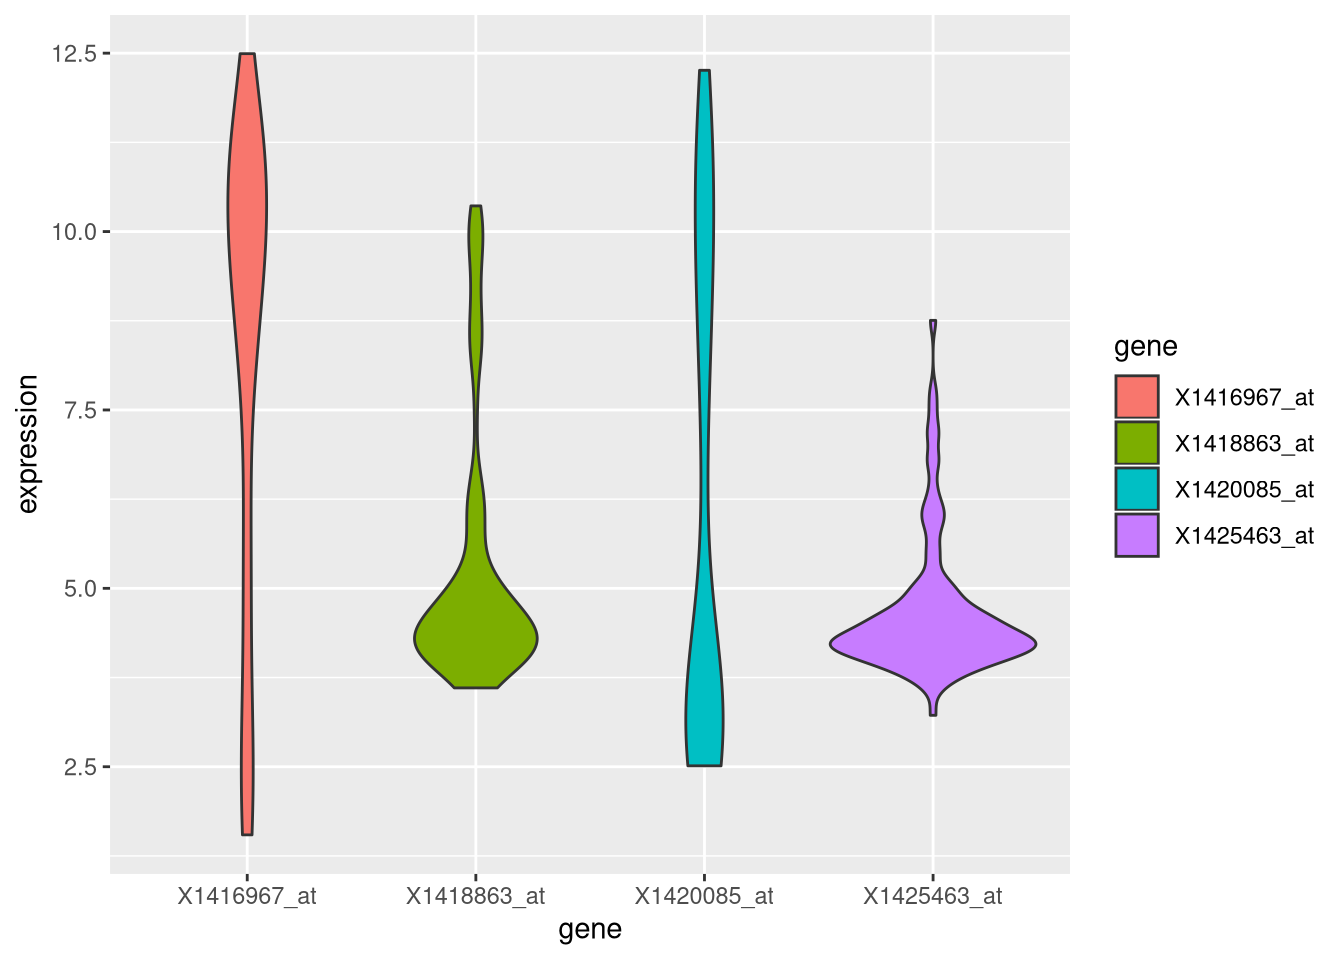 12.5
10.0
7.5
5.0
2.5
expression
X1416967_at
X1418863_at
X1420085_at
X1425463_at
gene
gene
X1416967_at
X1418863_at
X1420085_at
X1425463_at